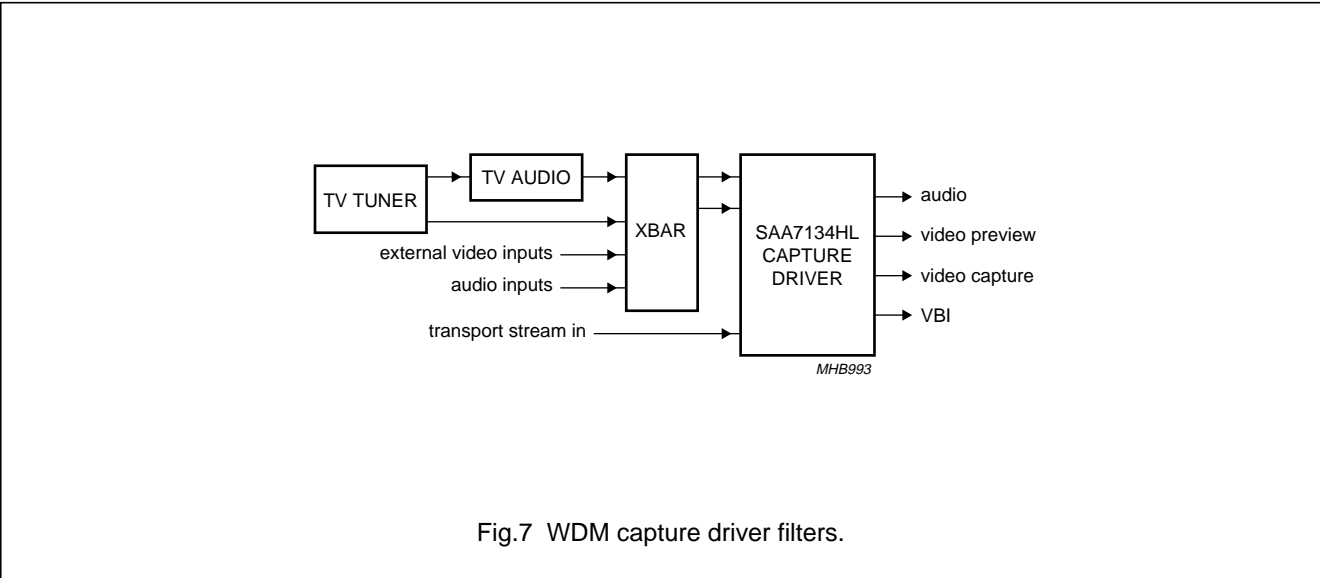 TV TUNER
TV AUDIO
XBAR
external video inputs
audio inputs
transport stream in
SAA7134HL
CAPTURE
DRIVER
audio
video preview
video capture
VBI
MHB993
Fig.7 WDM capture driver filters.